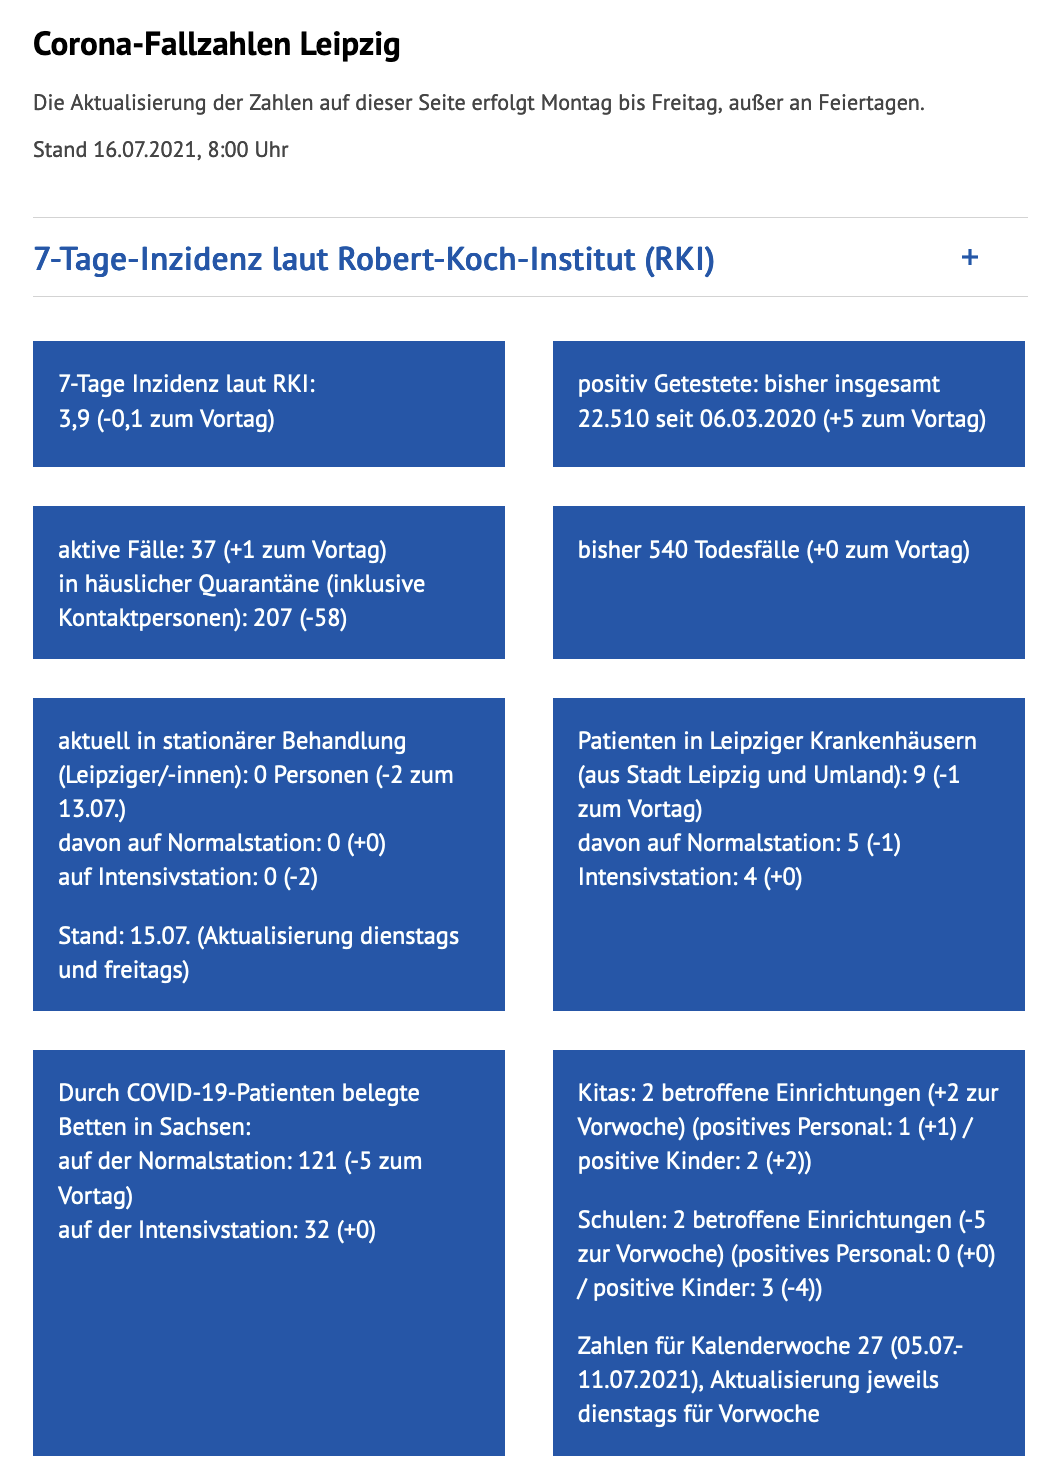 Corona-Fallzahlen Leipzig
Die Aktualisierung der Zahlen auf dieser Seite erfolgt Montag bis Freitag, außer an Feiertagen.
Stand 16.07.2021, 8:00 Uhr
7-Tage-Inzidenz laut Robert-Koch-Institut (RKI) +
7-Tage Inzidenz laut RKI:
3,9 (-0,1 zum Vortag)
positiv Getestete: bisher insgesamt
22.510 seit 06.03.2020 (+5 zum Vortag)
aktive Fälle: 37 (+1 zum Vortag)
in häuslicher Quarantäne (inklusive
Kontaktpersonen): 207 (-58)
bisher 540 Todesfälle (+0 zum Vortag)
aktuell in stationärer Behandlung
(Leipziger/-innen): 0 Personen (-2 zum
13.07.)
davon auf Normalstation: 0 (+0)
auf Intensivstation: 0 (-2)
Stand: 15.07. (Aktualisierung dienstags
und freitags)
Patienten in Leipziger Krankenhäusern
(aus Stadt Leipzig und Umland): 9 (-1
zum Vortag)
davon auf Normalstation: 5 (-1)
Intensivstation: 4 (+0)
Durch COVID-19-Patienten belegte
Betten in Sachsen:
auf der Normalstation: 121 (-5 zum
Vortag)
auf der Intensivstation: 32 (+0)
Kitas: 2 betroffene Einrichtungen (+2 zur
Vorwoche) (positives Personal: 1 (+1) /
positive Kinder: 2 (+2))
Schulen: 2 betroffene Einrichtungen (-5
zur Vorwoche) (positives Personal: 0 (+0)
/ positive Kinder: 3 (-4))
Zahlen für Kalenderwoche 27 (05.07.-
11.07.2021), Aktualisierung jeweils
dienstags für Vorwoche